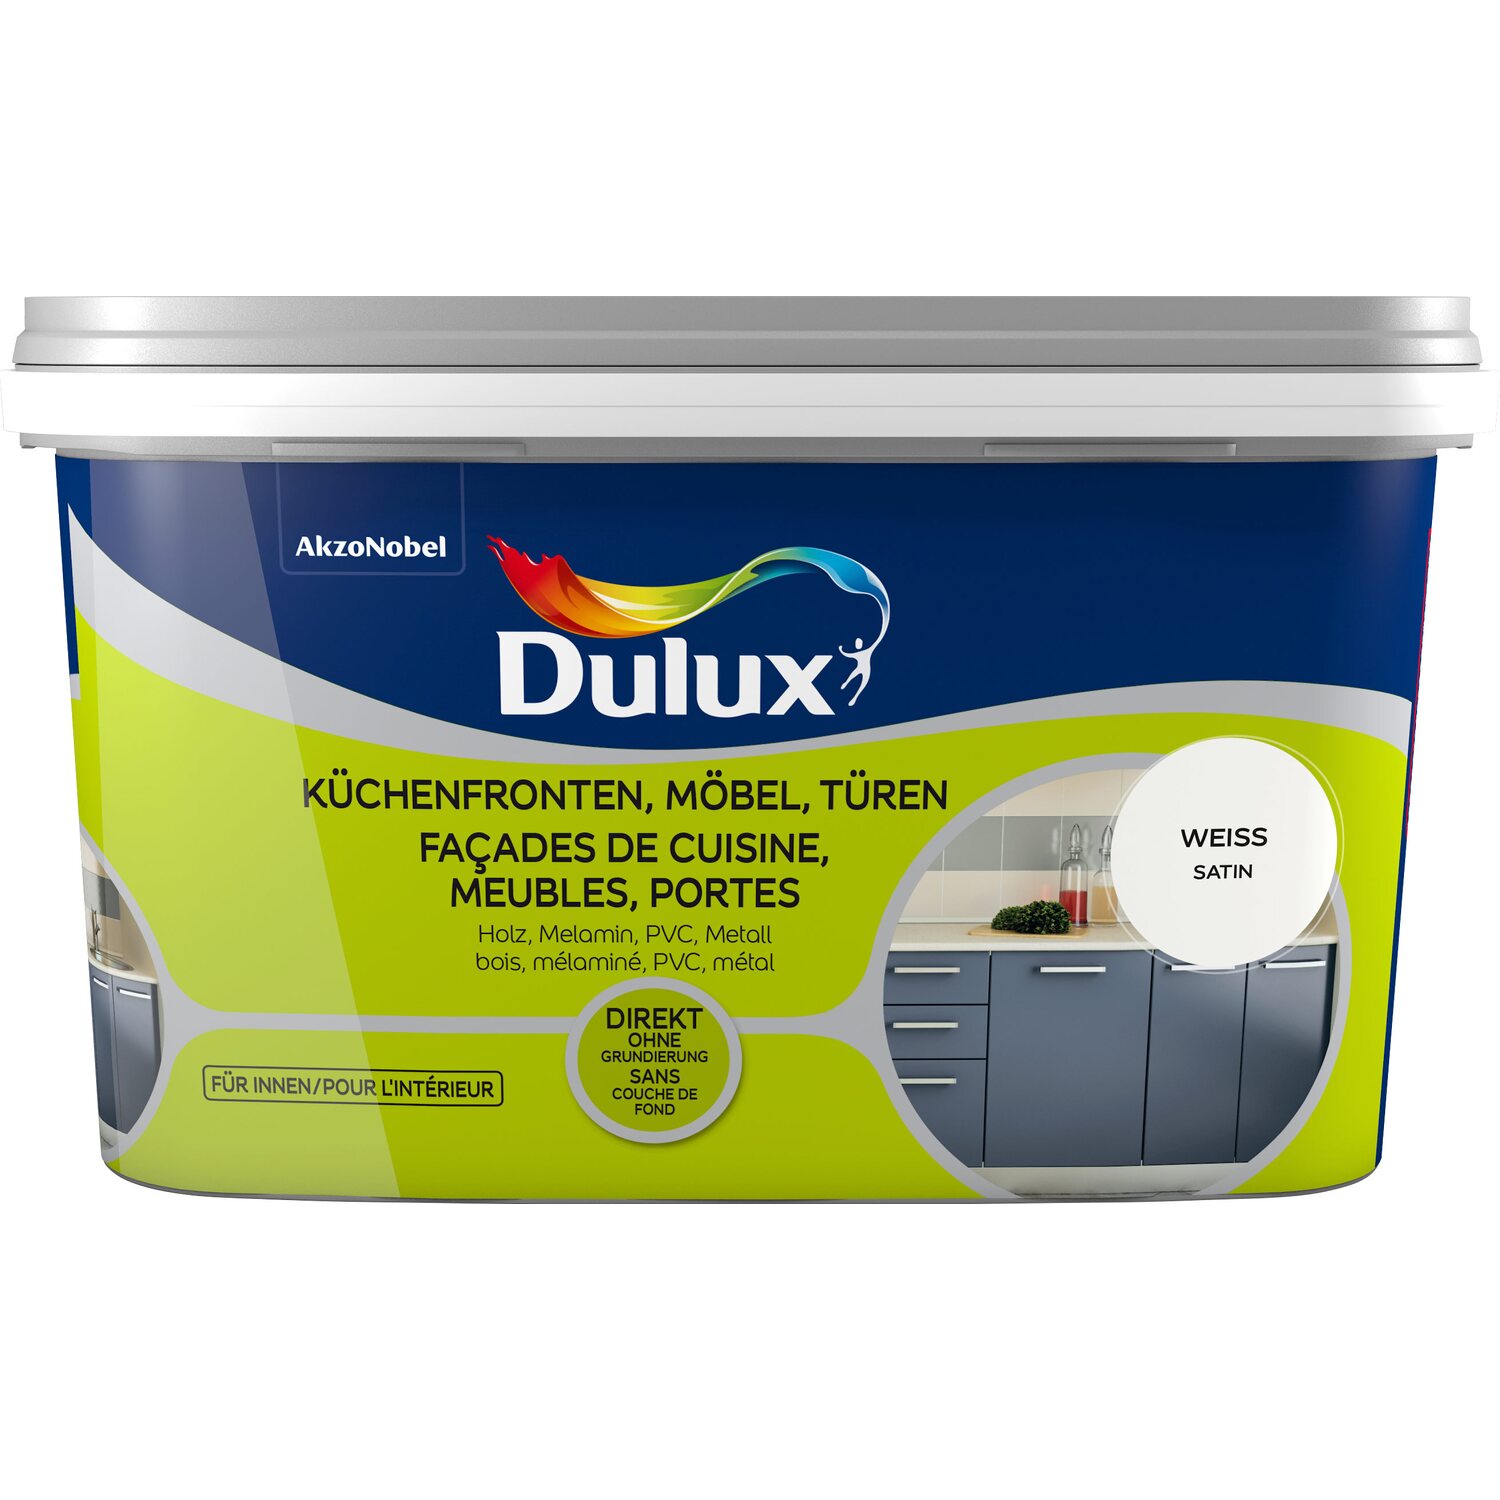 AkzoNobel
Dulux
KÜCHENFRONTEN, MÖBEL, TÜREN
FAÇADES DE CUISINE,
MEUBLES, PORTES
Holz, Melamin, PVC, Metall
bois, mélaminé, PVC, métal
WEISS
SATIN
DIREKT
OHNE
GRUNDIERUNG
SANS
COUCHE DE
FOND
FÜR INNEN/POUR L'INTÉRIEUR